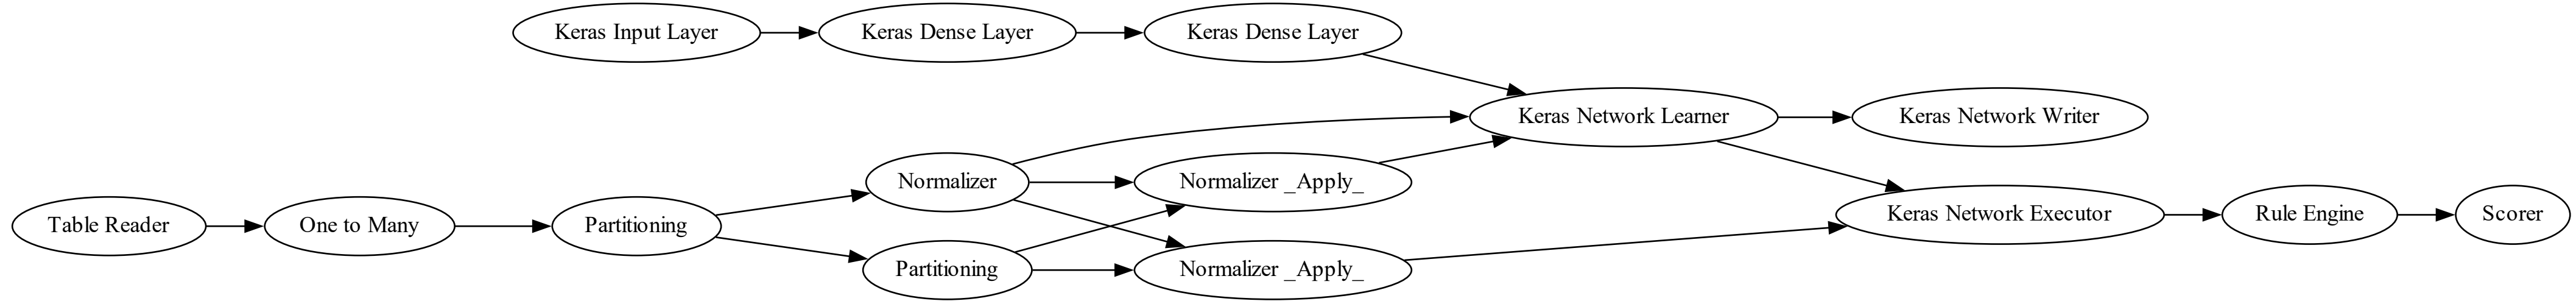 Keras Input Layer
Keras Dense Layer
Keras Dense Layer
Keras Network Learner
Keras Network Writer
Normalizer
Normalizer _Apply_
Table Reader
One to Many
Partitioning
Keras Network Executor
Rule Engine
Scorer
Partitioning
Normalizer _Apply_